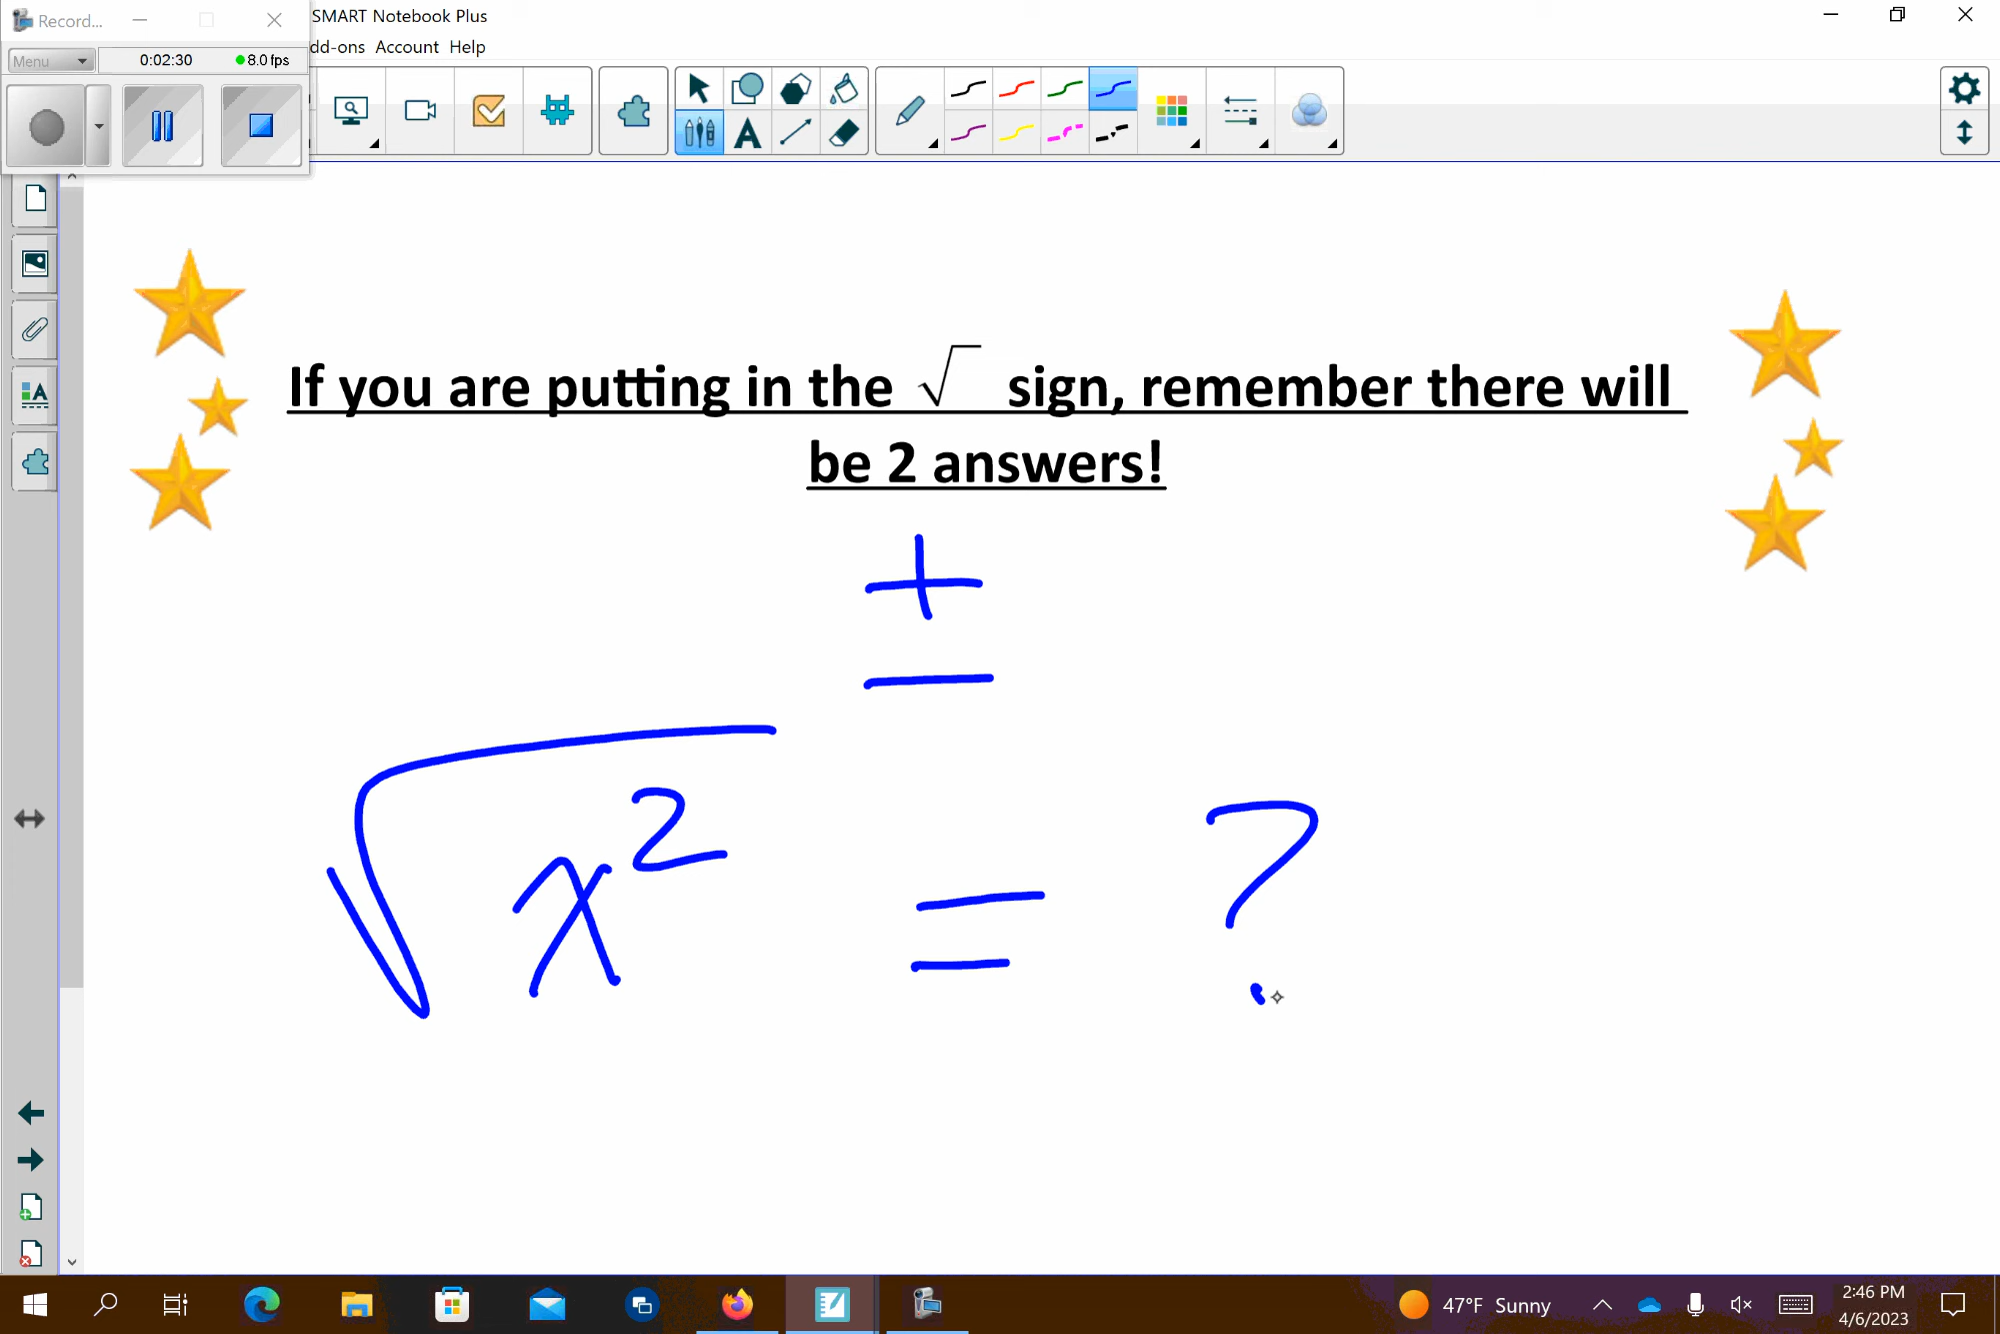 Record...
SMART Notebook Plus
dd-ons Account Help
Menu 0:02:30 8.0 fps
If you are putting in the √ sign, remember there will
be 2 answers!
+
−
√x² = ?
47°F Sunny
2:46 PM
4/6/2023